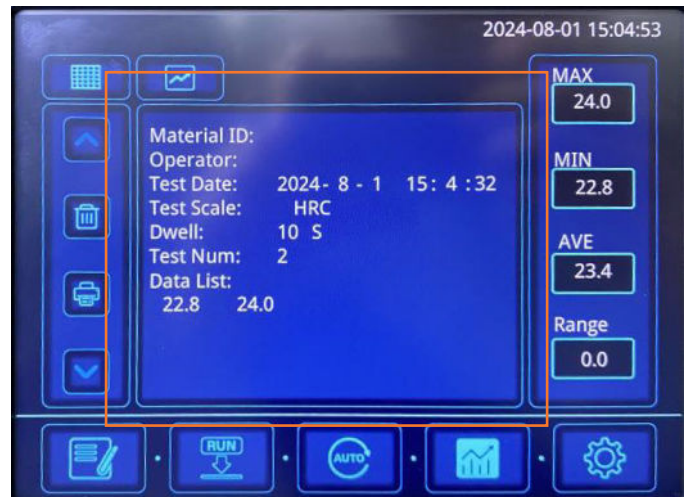 2024-08-01 15:04:53
Material ID:
Operator:
Test Date: 2024- 8 - 1 15: 4 :32
Test Scale: HRC
Dwell: 10 S
Test Num: 2
Data List:
22.8 24.0
MAX
24.0
MIN
22.8
AVE
23.4
Range
0.0
RUN
AUTO